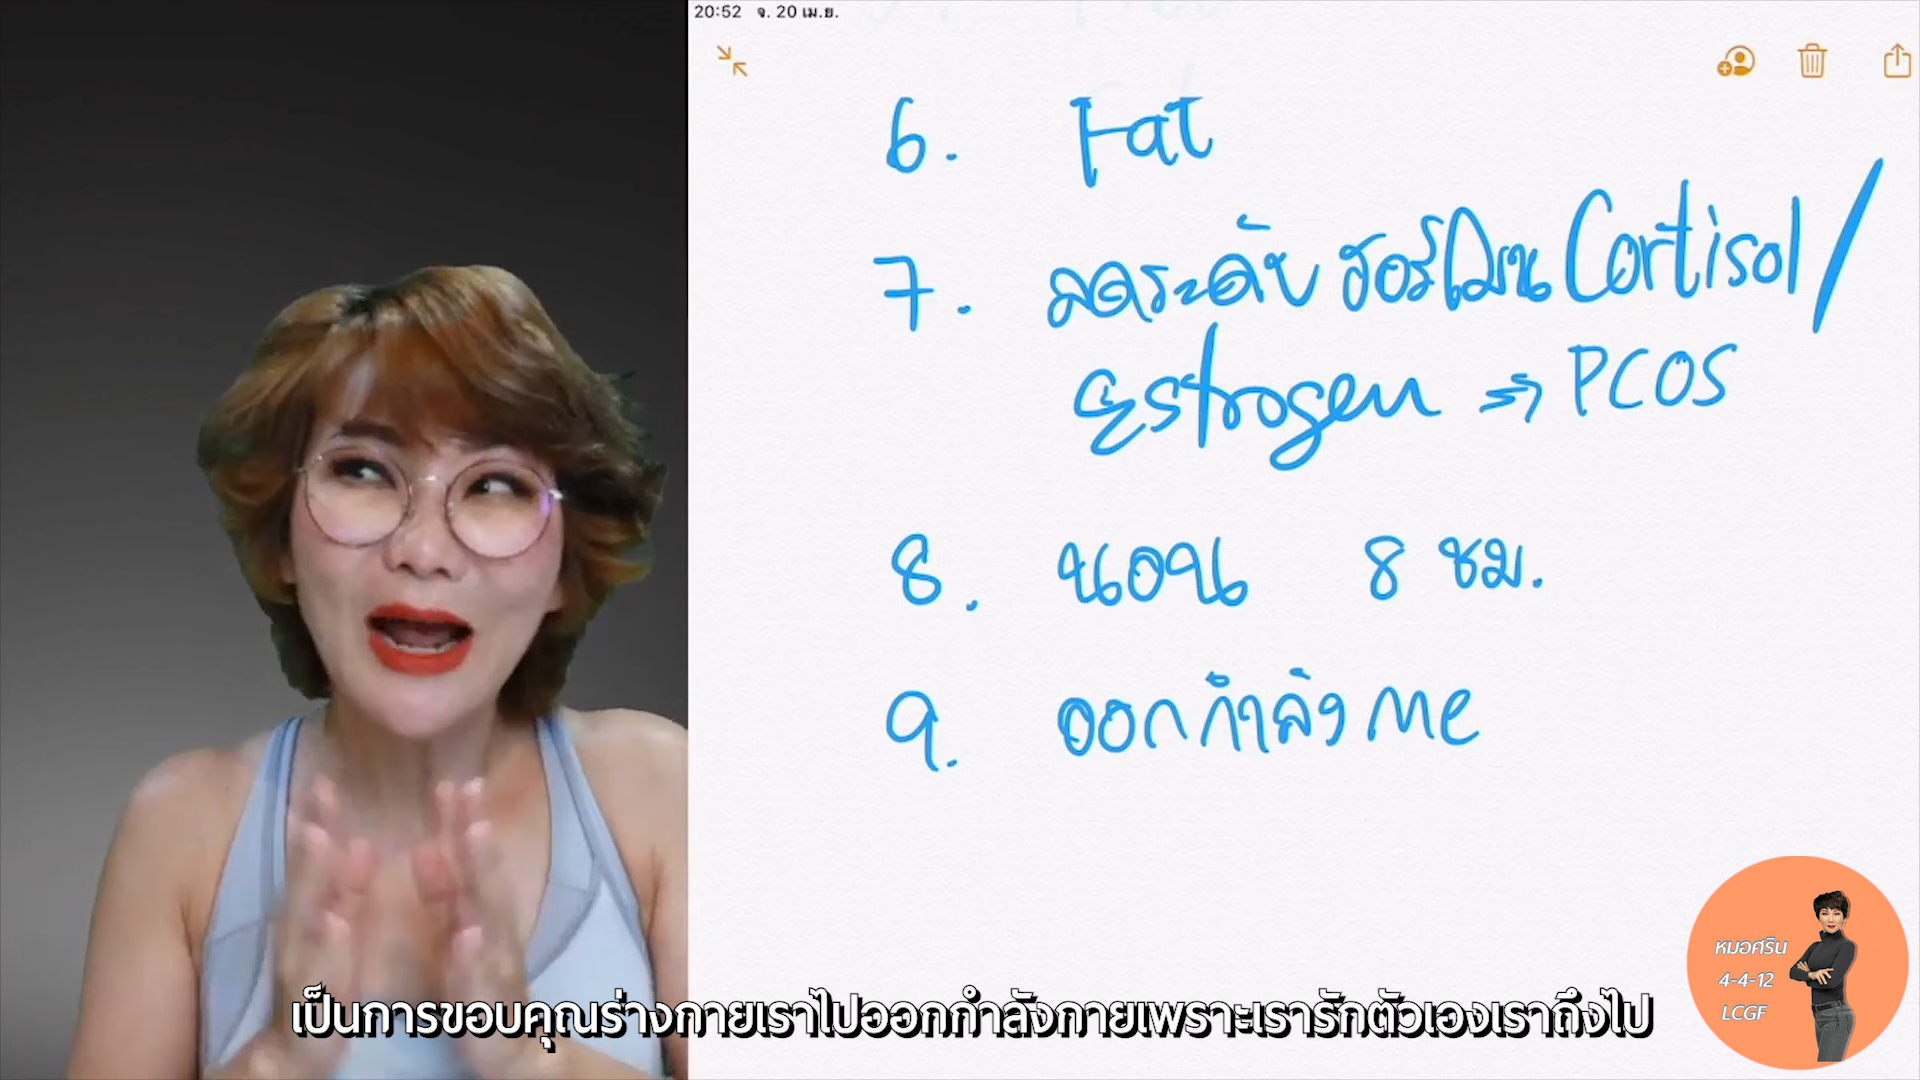 20:52 จ. 20 เม.ย.
6. Fat
7. ลดระดับ ฮอร์โมน Cortisol /
Estrogen => PCOS
8. นอน 8 ชม.
9. ออกกำลัง กาย
หมอศริน
4-4-12
LCGF
เป็นการขอบคุณร่างกายเราไปออกกำลังกายเพราะเรารักตัวเองเราถึงไป